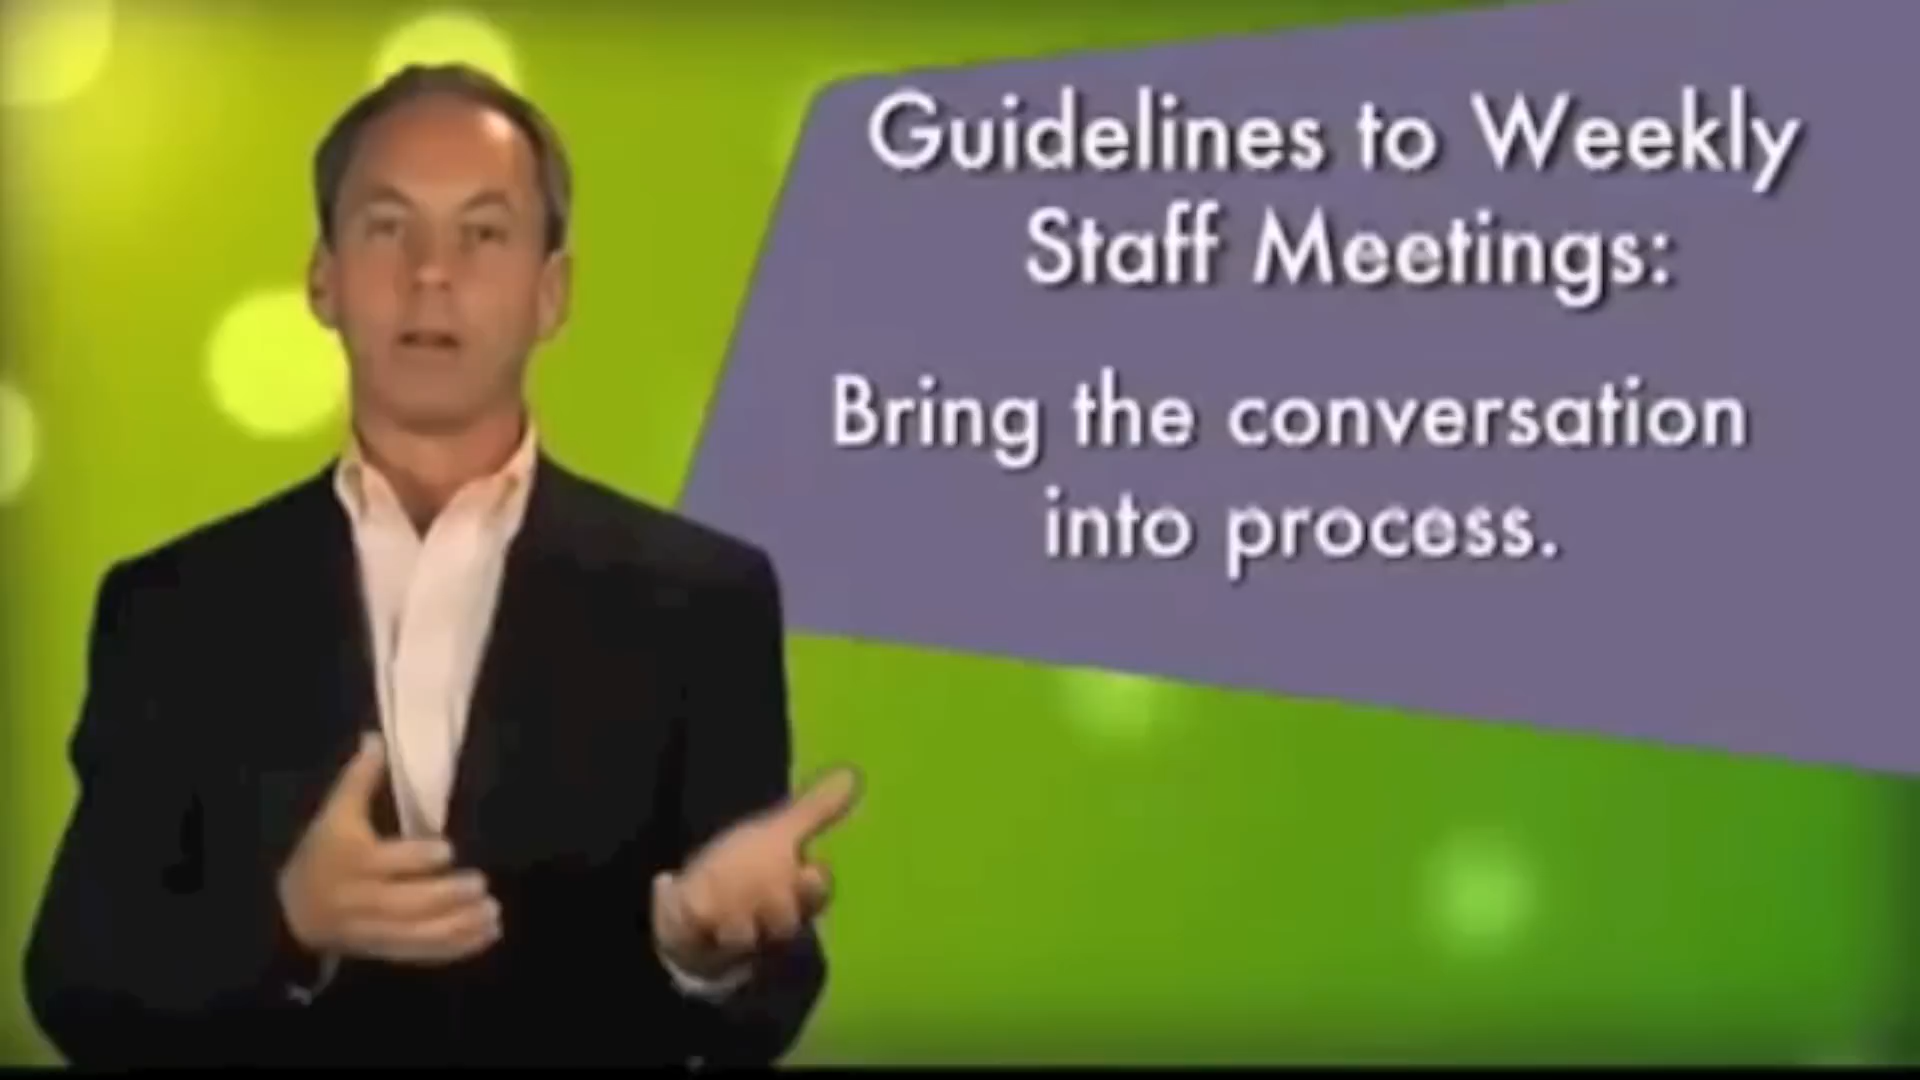 Guidelines to Weekly
Staff Meetings:
Bring the conversation
into process.